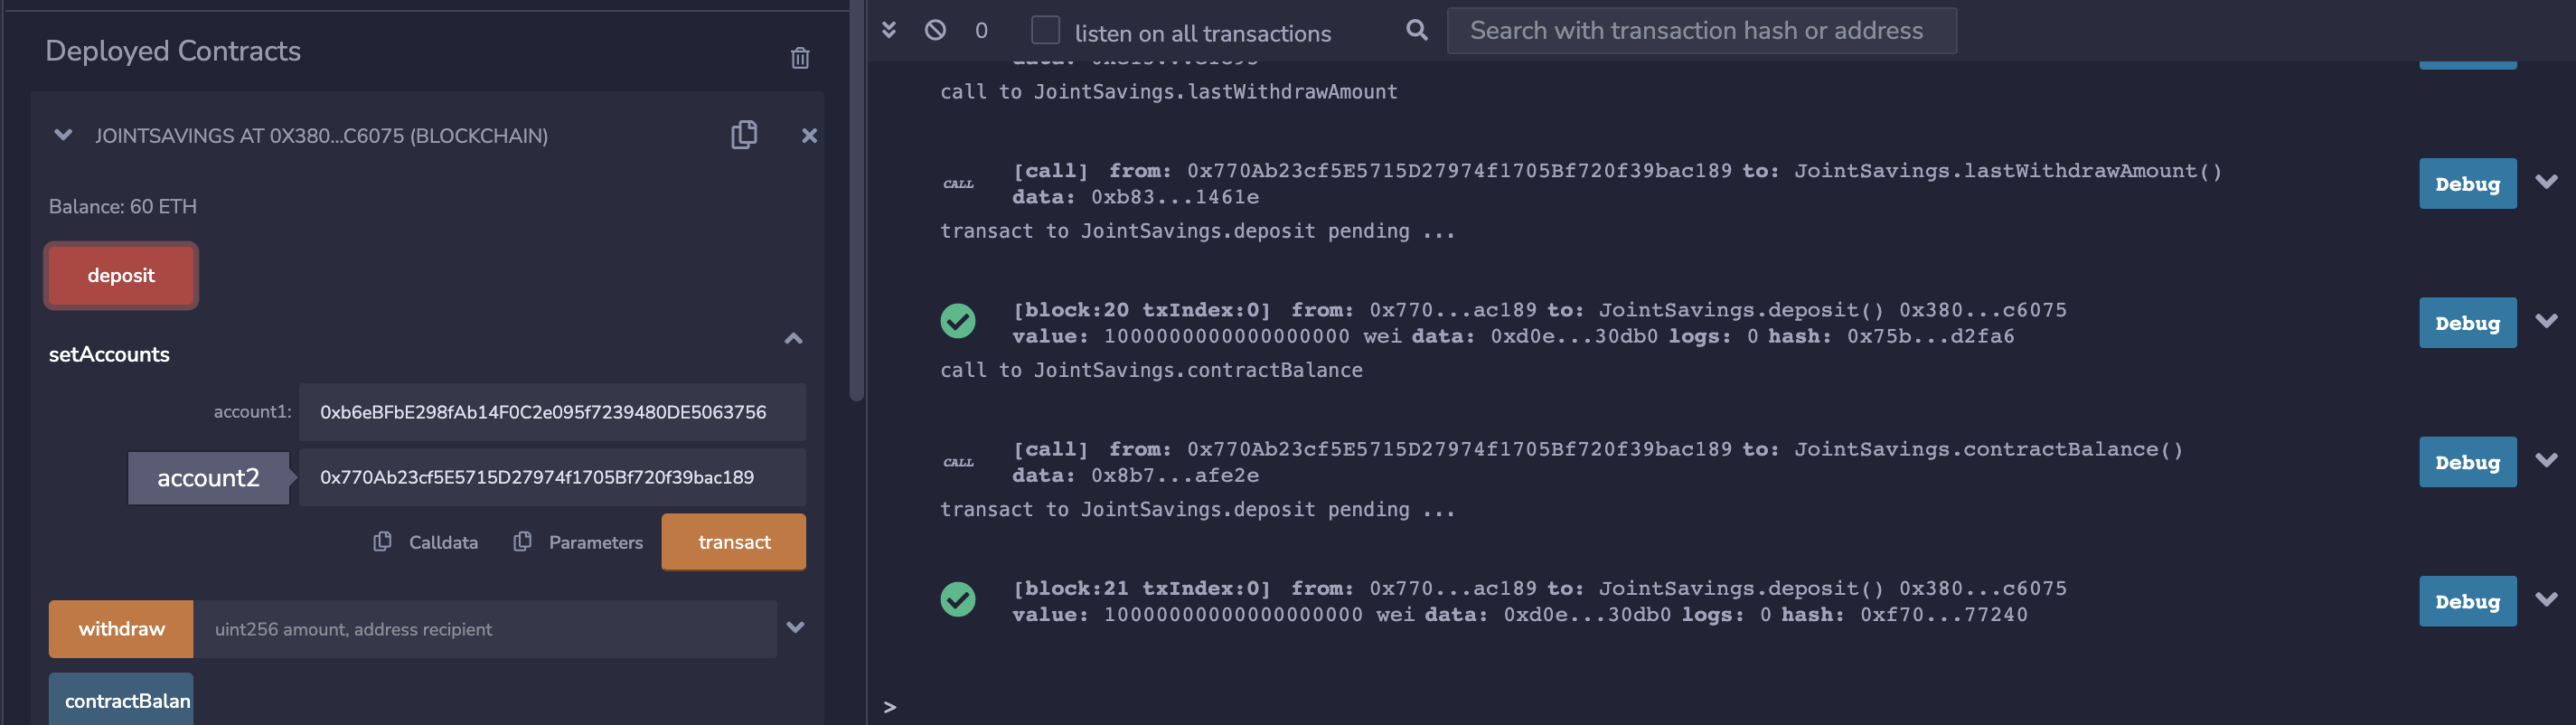 Deployed Contracts
JOINTSAVINGS AT 0X380...C6075 (BLOCKCHAIN)
Balance: 60 ETH
deposit
setAccounts
account1:
0xb6eBFbE298fAb14F0C2e095f7239480DE5063756
account2
0x770Ab23cf5E5715D27974f1705Bf720f39bac189
Calldata
Parameters
transact
withdraw
uint256 amount, address recipient
contractBalan
0
listen on all transactions
Search with transaction hash or address
call to JointSavings.lastWithdrawAmount
CALL
[call] from: 0x770Ab23cf5E5715D27974f1705Bf720f39bac189 to: JointSavings.lastWithdrawAmount()
data: 0xb83...1461e
Debug
transact to JointSavings.deposit pending ...
[block:20 txIndex:0] from: 0x770...ac189 to: JointSavings.deposit() 0x380...c6075
value: 1000000000000000000 wei data: 0xd0e...30db0 logs: 0 hash: 0x75b...d2fa6
Debug
call to JointSavings.contractBalance
CALL
[call] from: 0x770Ab23cf5E5715D27974f1705Bf720f39bac189 to: JointSavings.contractBalance()
data: 0x8b7...afe2e
Debug
transact to JointSavings.deposit pending ...
[block:21 txIndex:0] from: 0x770...ac189 to: JointSavings.deposit() 0x380...c6075
value: 10000000000000000000 wei data: 0xd0e...30db0 logs: 0 hash: 0xf70...77240
Debug
>